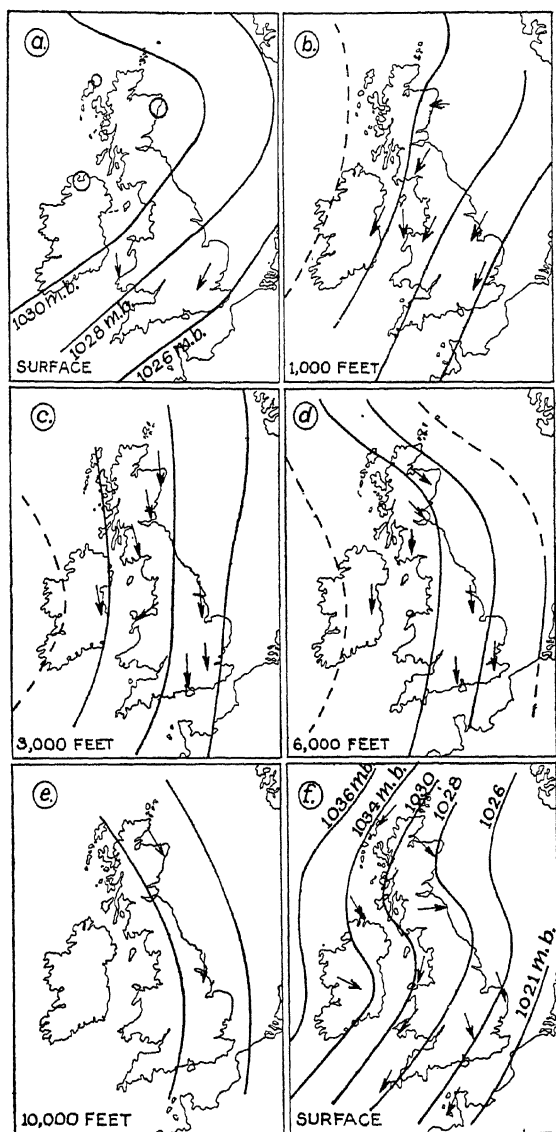 a.
1030 m.b.
1028 m.b.
1026 m.b.
SURFACE
b.
1,000 FEET
c.
3,000 FEET
d
6,000 FEET
e.
10,000 FEET
f.
1036 m.b.
1034 m.b.
1030
1028
1026
1021 m.b.
SURFACE